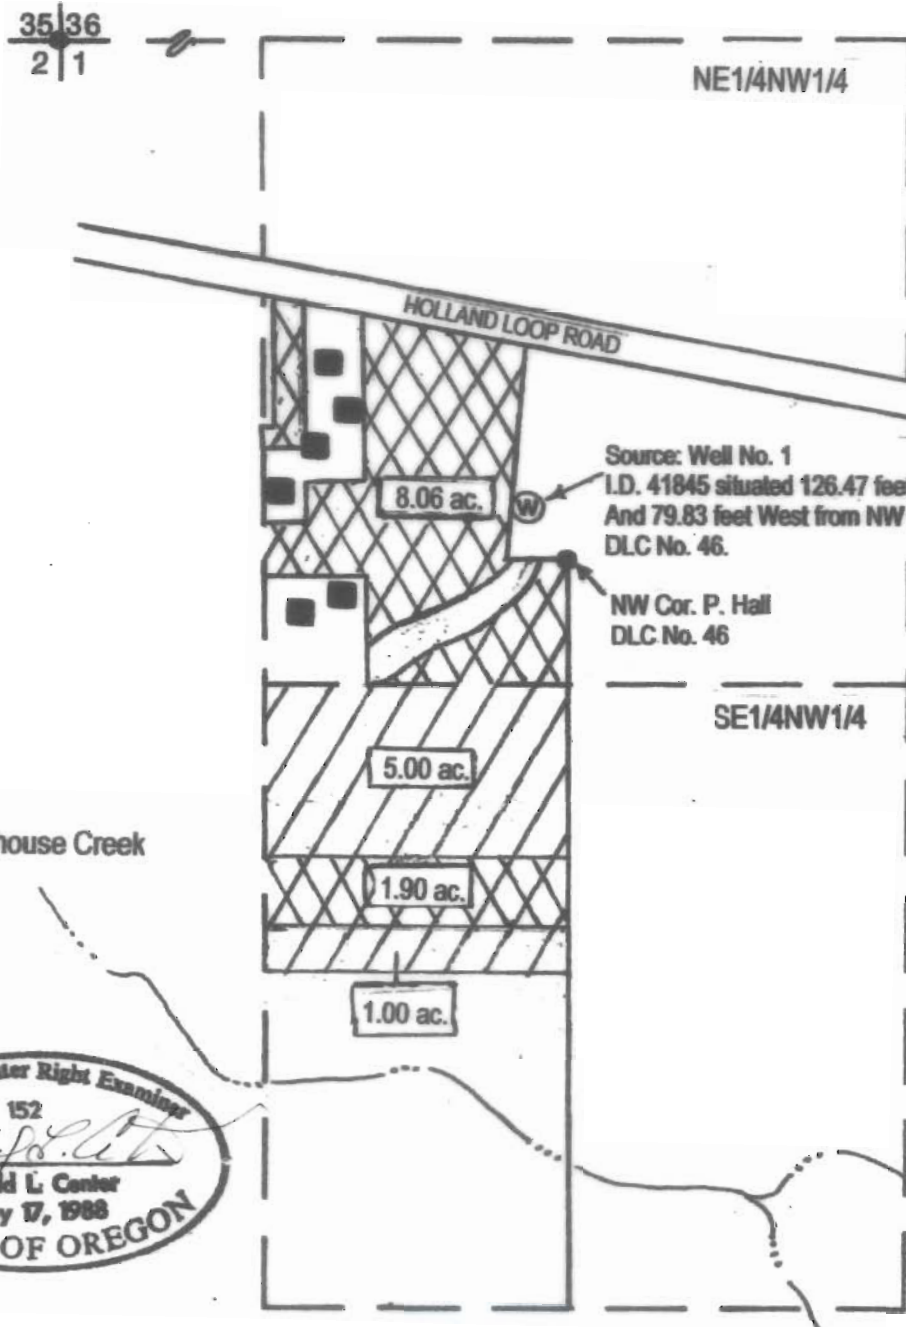 35 36
2 1
NE1/4NW1/4
HOLLAND LOOP ROAD
Source: Well No. 1
I.D. 41845 situated 126.47 fee
And 79.83 feet West from NW
DLC No. 46.
8.06 ac.
W
NW Cor. P. Hall
DLC No. 46
SE1/4NW1/4
5.00 ac.
house Creek
1.90 ac.
1.00 ac.
ter Right Examiner
152
d L. Center
y 17, 1988
OF OREGON